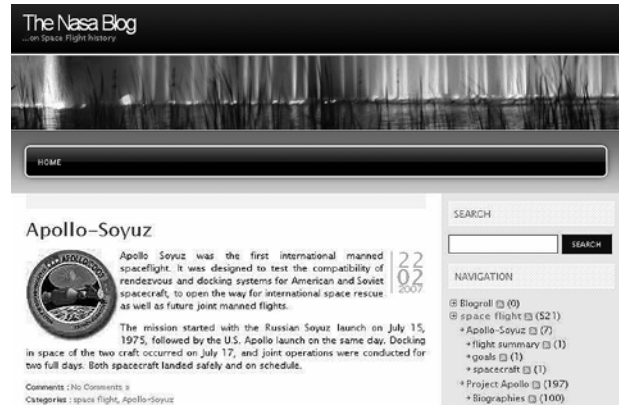 The Nasa Blog
...on Space Flight history
HOME
Apollo-Soyuz
Apollo Soyuz was the first international manned
spaceflight. It was designed to test the compatibility of
rendezvous and docking systems for American and Soviet
spacecraft, to open the way for international space rescue
as well as future joint manned flights.
The mission started with the Russian Soyuz launch on July 15,
1975, followed by the U.S. Apollo launch on the same day. Docking
in space of the two craft occurred on July 17, and joint operations were conducted for
two full days. Both spacecraft landed safely and on schedule.
22
02
2007
Comments : No Comments »
Categories : space flight, Apollo-Soyuz
SEARCH
SEARCH
NAVIGATION
Blogroll (0)
space flight (521)
Apollo-Soyuz (7)
flight summary (1)
goals (1)
spacecraft (1)
Project Apollo (197)
Biographies (100)